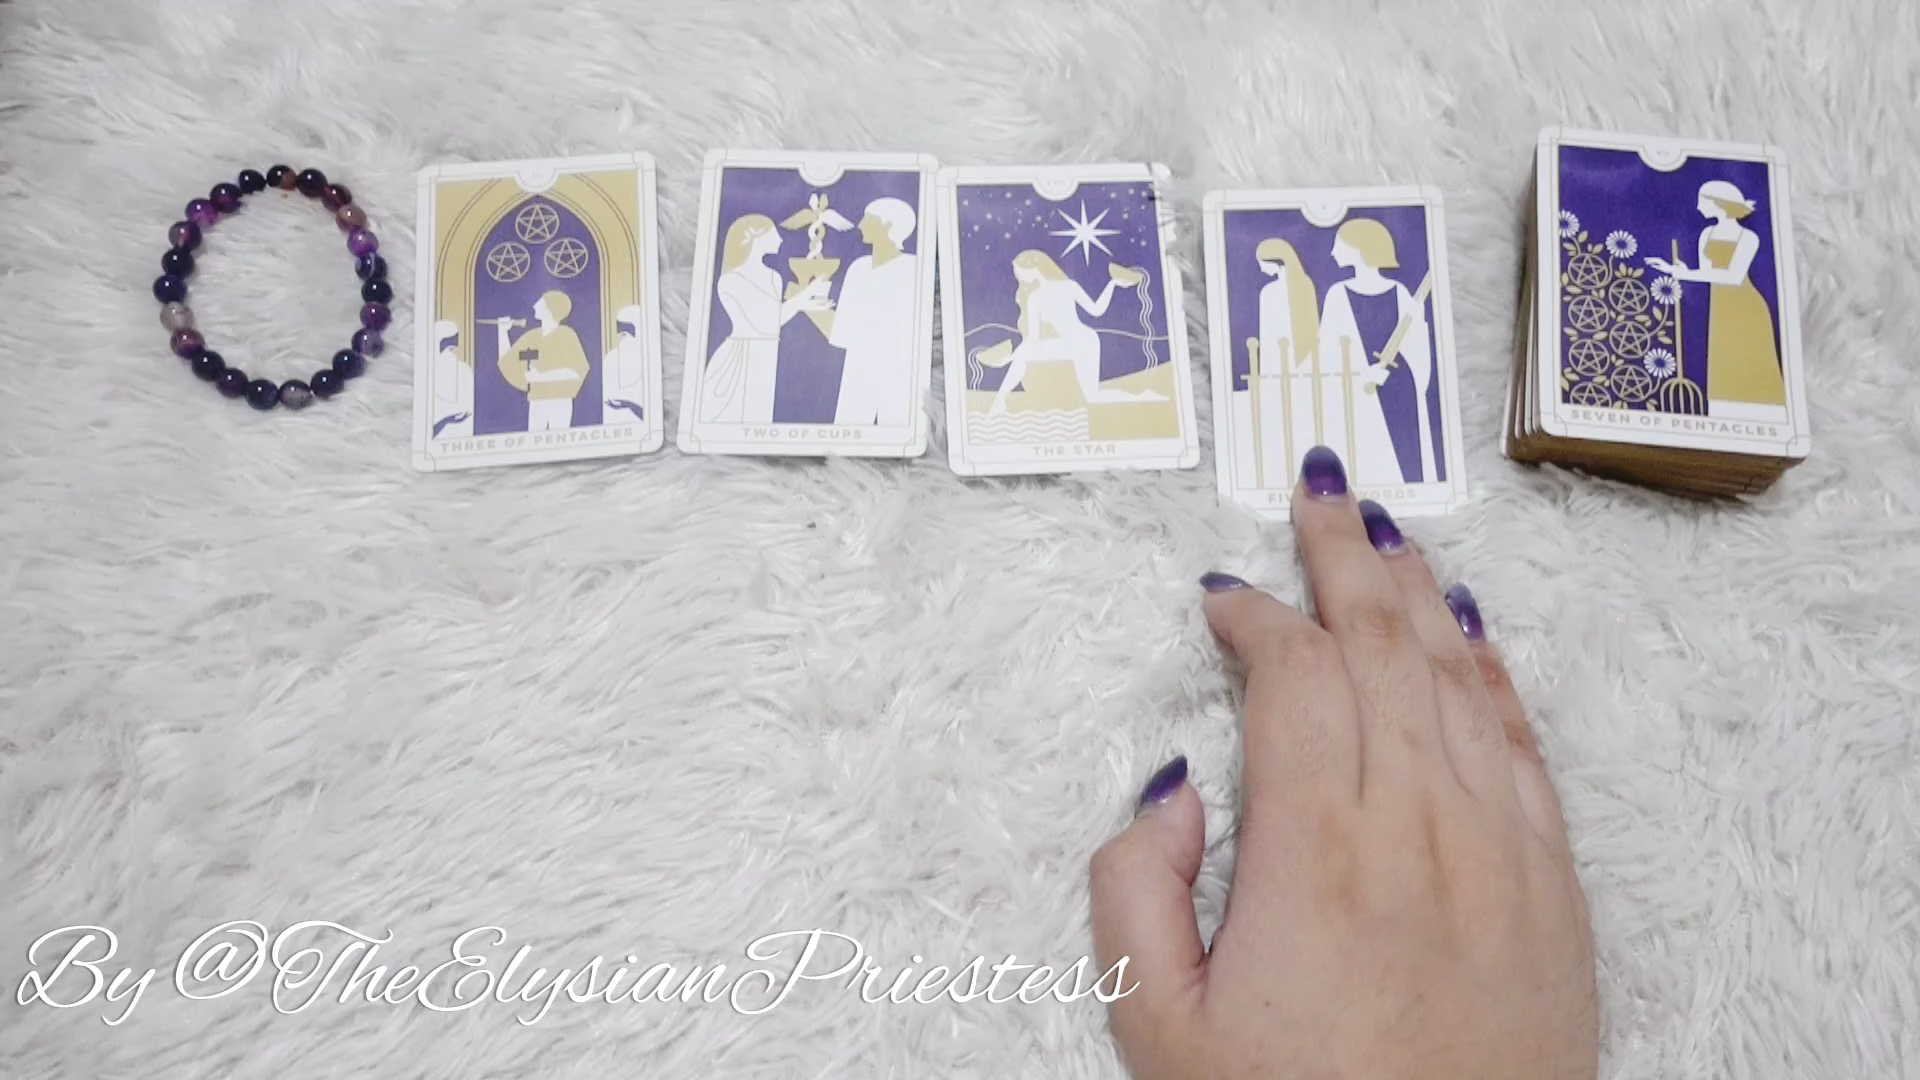 THREE OF PENTACLES
TWO OF CUPS
THE STAR
SEVEN OF PENTACLES
By @TheElysianPriestess